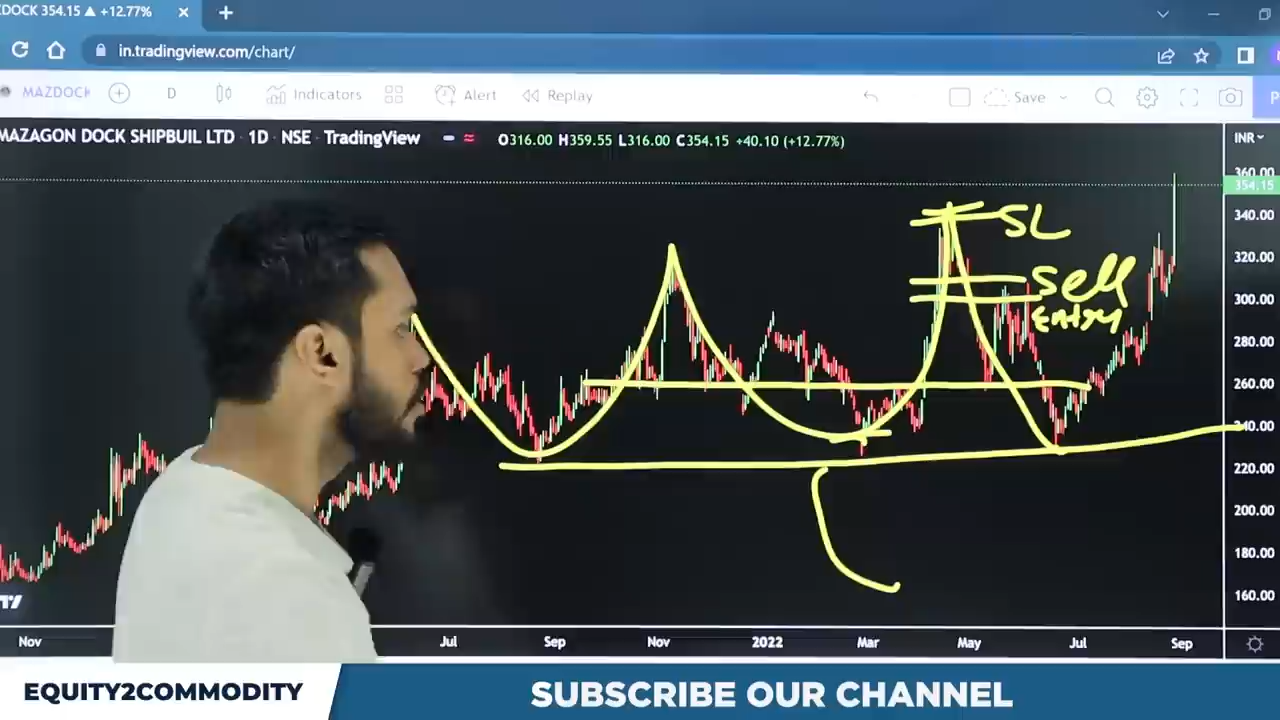 ZDOCK 354.15 ▲ +12.77%
in.tradingview.com/chart/
MAZDOCK D Indicators Alert Replay Save
MAZAGON DOCK SHIPBUIL LTD · 1D · NSE · TradingView O316.00 H359.55 L316.00 C354.15 +40.10 (+12.77%)
INR
360.00
354.15
340.00
320.00
300.00
280.00
260.00
240.00
220.00
200.00
180.00
160.00
SL
Sell
Entry
Nov Jul Sep Nov 2022 Mar May Jul Sep
EQUITY2COMMODITY
SUBSCRIBE OUR CHANNEL